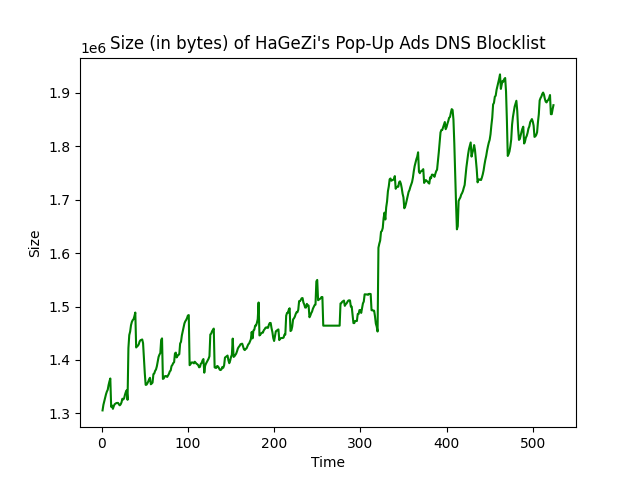 Size (in bytes) of HaGeZi's Pop-Up Ads DNS Blocklist
1e6
1.9
1.8
1.7
1.6
1.5
1.4
1.3
Size
0 100 200 300 400 500
Time